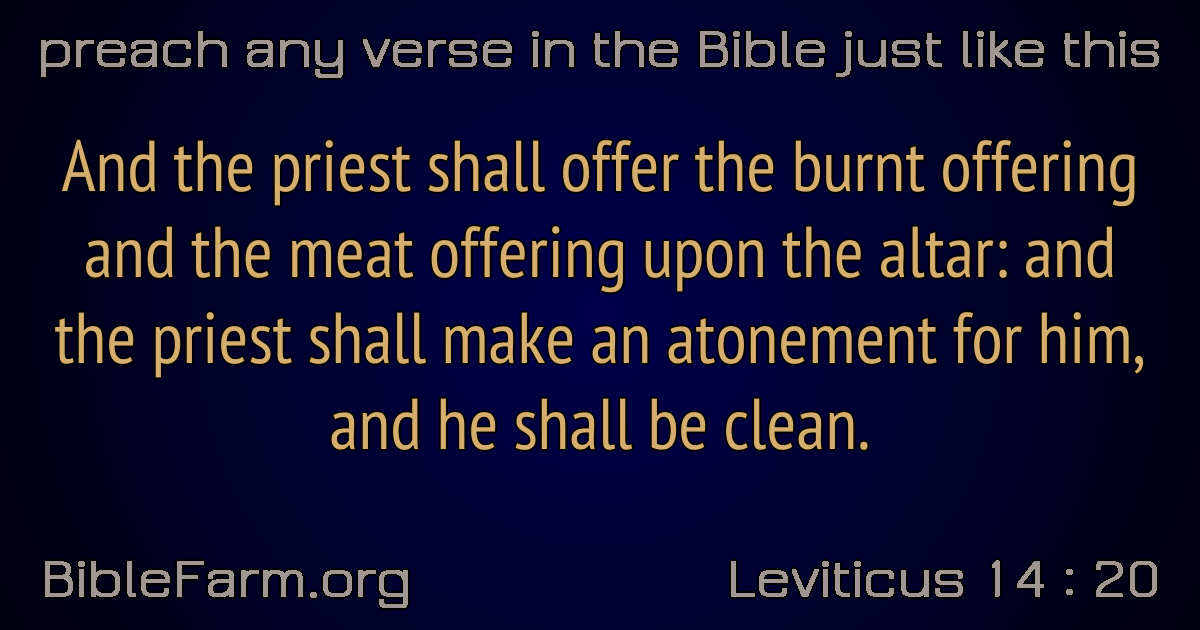 preach any verse in the Bible just like this
And the priest shall offer the burnt offering
and the meat offering upon the altar: and
the priest shall make an atonement for him,
and he shall be clean.
BibleFarm.org
Leviticus 14 : 20